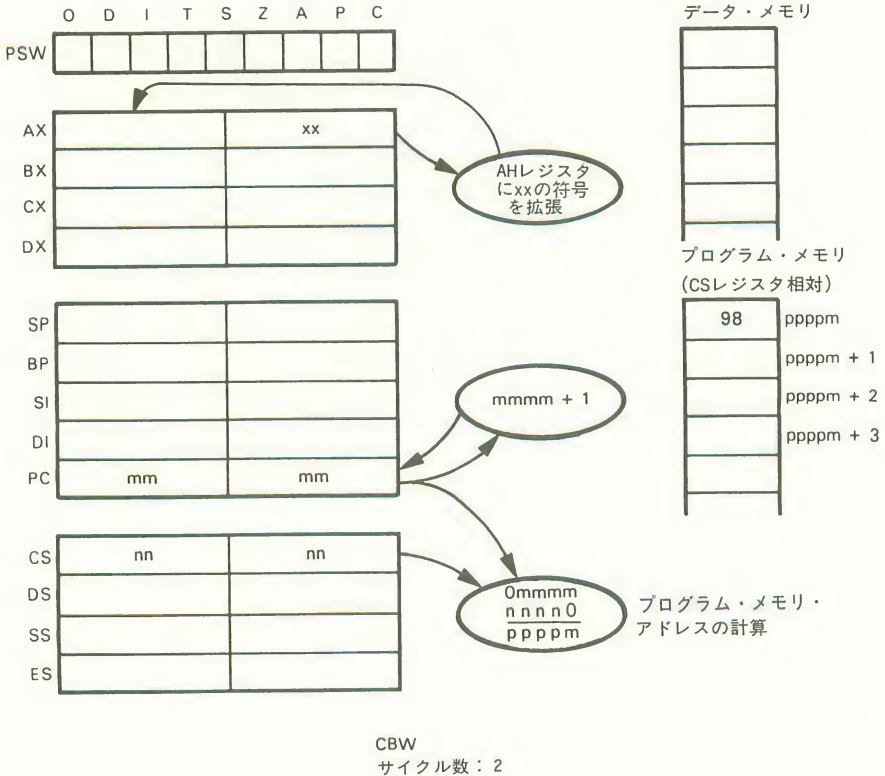 O D I T S Z A P C
PSW
AX xx
BX
CX
DX
AHレジスタ
にxxの符号
を拡張
データ・メモリ
プログラム・メモリ
(CSレジスタ相対)
98 ppppm
ppppm + 1
ppppm + 2
ppppm + 3
SP
BP
SI
DI
PC mm mm
mmmm + 1
CS nn nn
DS
SS
ES
0mmmm
nnnn0
ppppm
プログラム・メモリ・
アドレスの計算
CBW
サイクル数：2